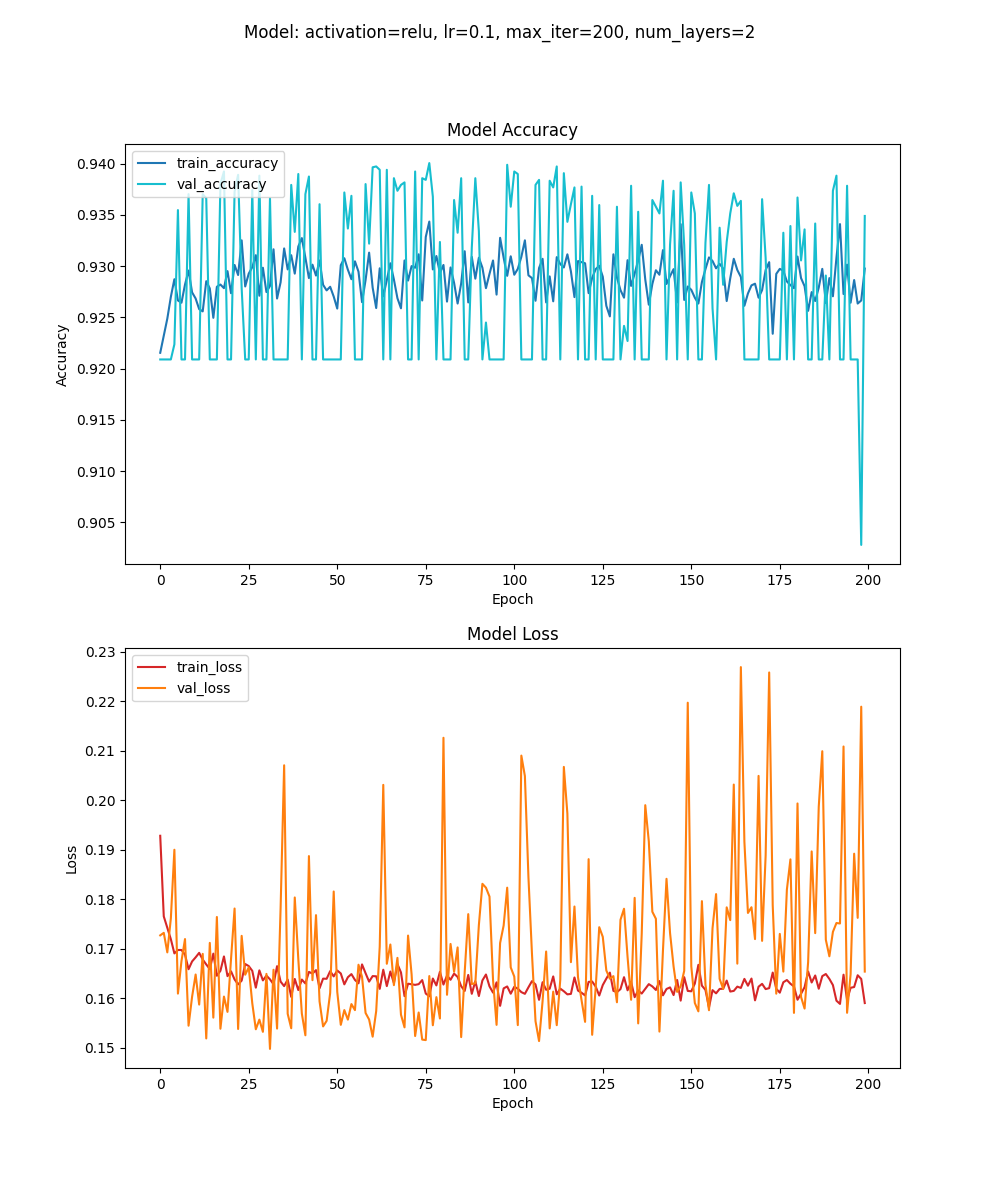 Model: activation=relu, lr=0.1, max_iter=200, num_layers=2
Model Accuracy
train_accuracy
val_accuracy
0.940
0.935
0.930
0.925
0.920
0.915
0.910
0.905
Accuracy
0 25 50 75 100 125 150 175 200
Epoch
Model Loss
train_loss
val_loss
0.23
0.22
0.21
0.20
0.19
0.18
0.17
0.16
0.15
Loss
0 25 50 75 100 125 150 175 200
Epoch